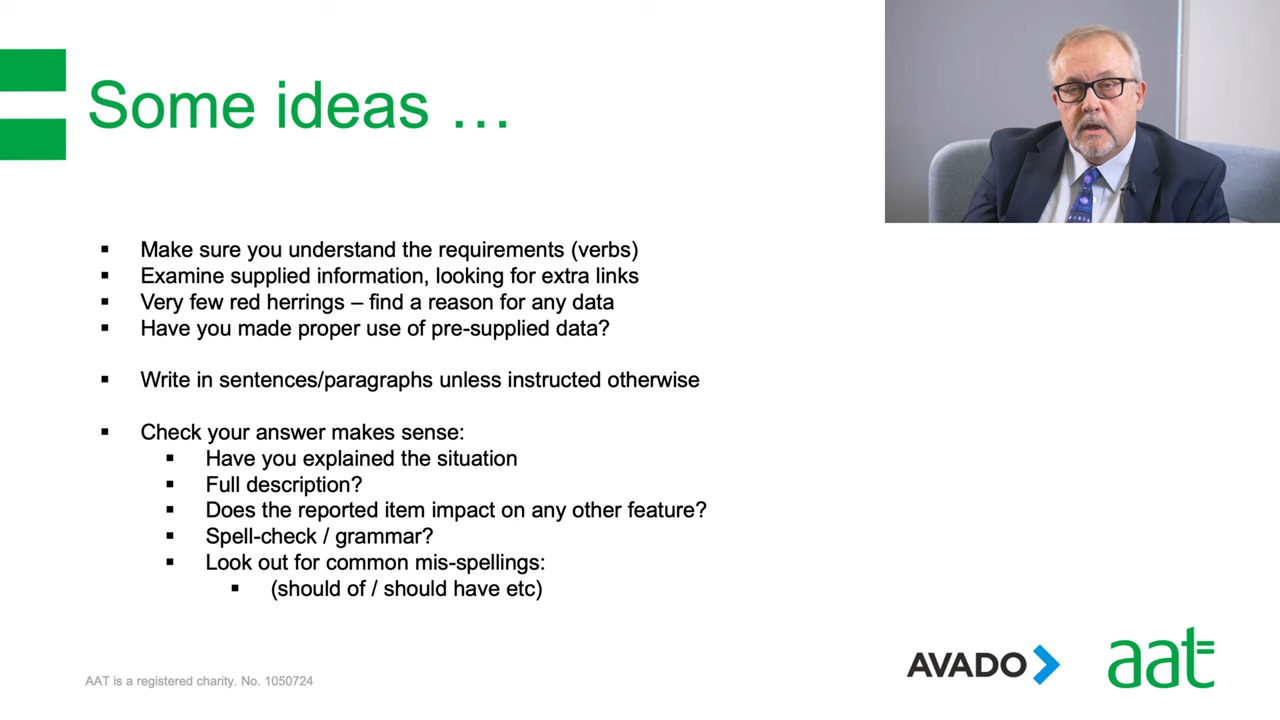 Some ideas …
▪ Make sure you understand the requirements (verbs)
▪ Examine supplied information, looking for extra links
▪ Very few red herrings – find a reason for any data
▪ Have you made proper use of pre-supplied data?
▪ Write in sentences/paragraphs unless instructed otherwise
▪ Check your answer makes sense:
▪ Have you explained the situation
▪ Full description?
▪ Does the reported item impact on any other feature?
▪ Spell-check / grammar?
▪ Look out for common mis-spellings:
▪ (should of / should have etc)
AAT is a registered charity. No. 1050724
AVADO
aat